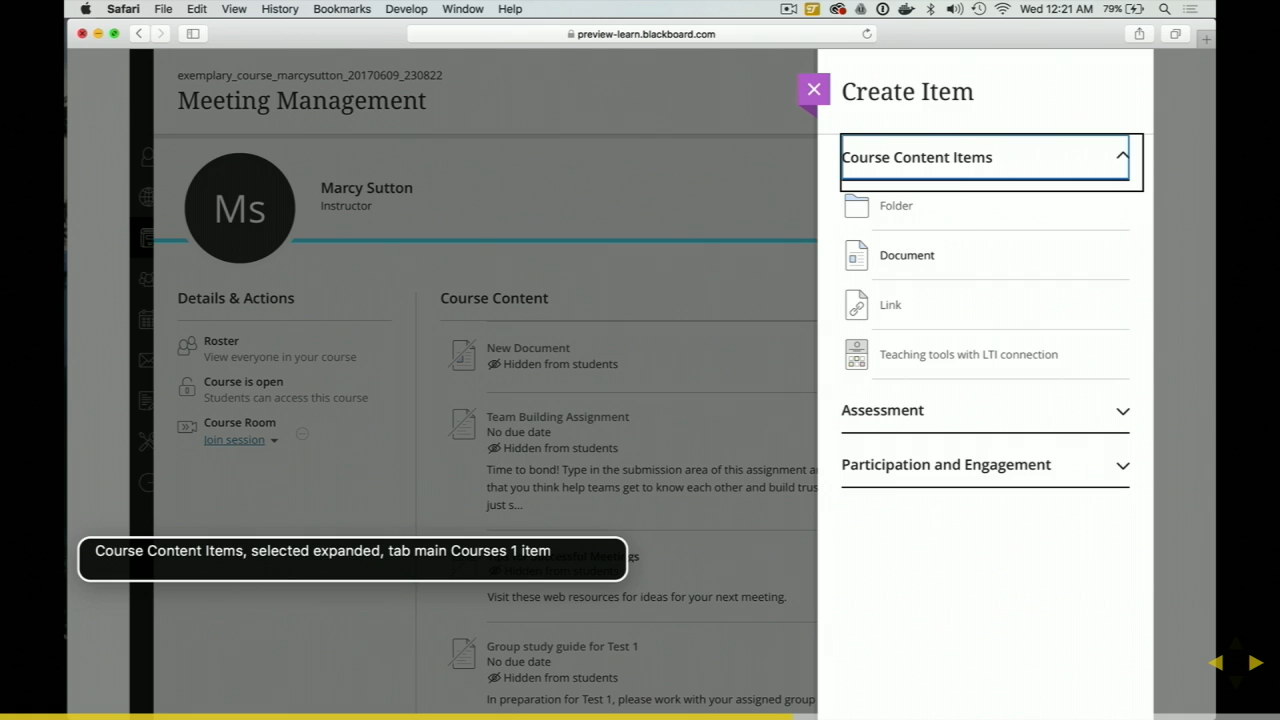 Safari File Edit View History Bookmarks Develop Window Help Wed 12:21 AM 79%
preview-learn.blackboard.com
exemplary_course_marcysutton_20170609_230822
Meeting Management
Ms
Marcy Sutton
Instructor
Details & Actions
Roster
View everyone in your course
Course is open
Students can access this course
Course Room
Join session
Course Content
New Document
Hidden from students
Team Building Assignment
No due date
Hidden from students
Time to bond! Type in the submission area of this assignment a
that you think help teams get to know each other and build trus
just s...
Successful Meetings
Hidden from students
Visit these web resources for ideas for your next meeting.
Group study guide for Test 1
No due date
Hidden from students
In preparation for Test 1, please work with your assigned group
Create Item
Course Content Items
Folder
Document
Link
Teaching tools with LTI connection
Assessment
Participation and Engagement
Course Content Items, selected expanded, tab main Courses 1 item